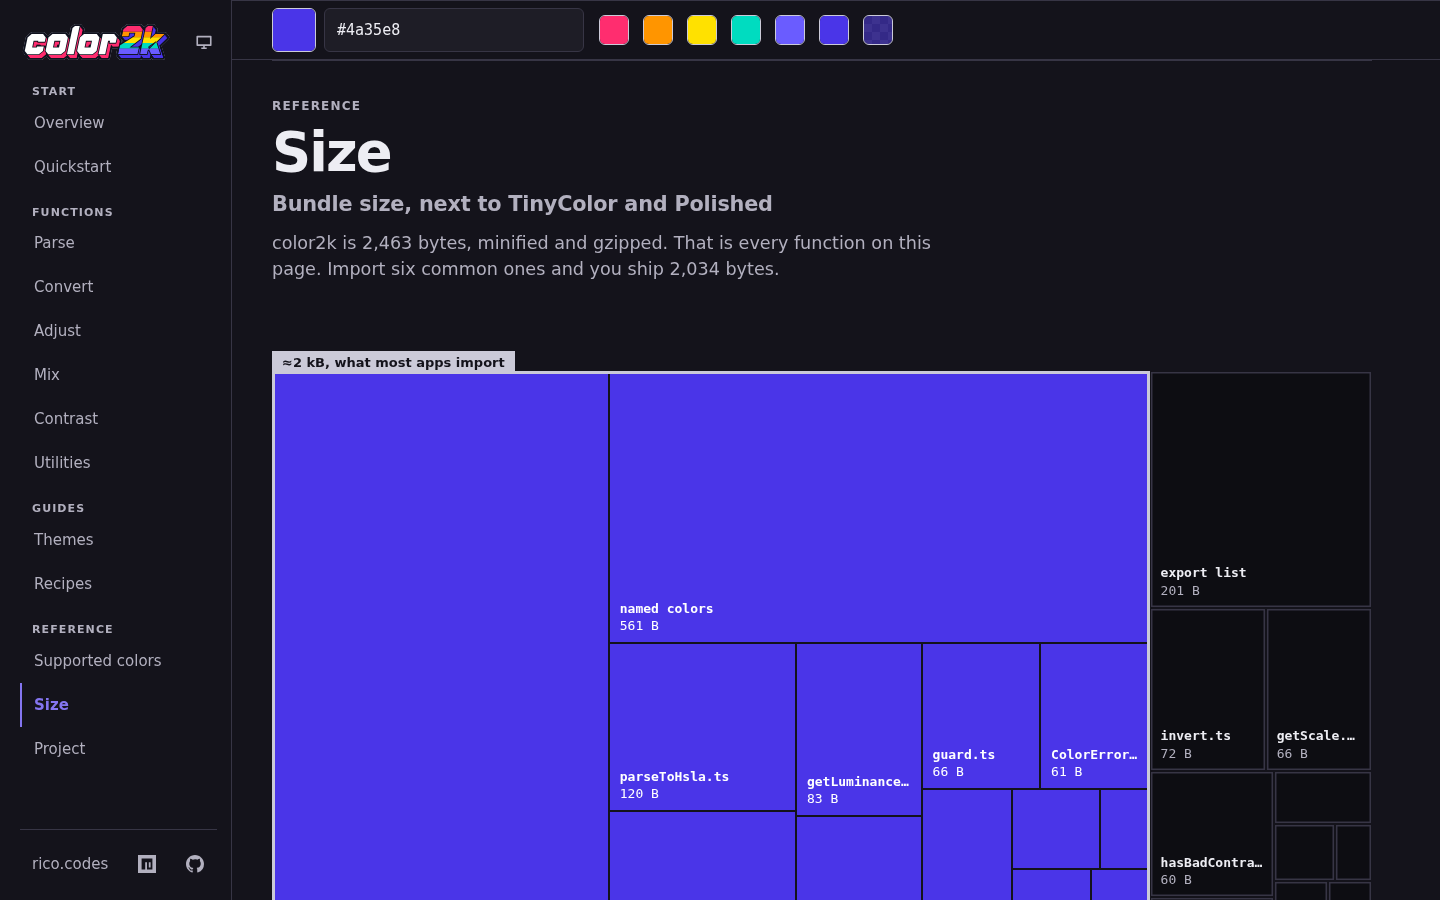 color2k
START
Overview
Quickstart
FUNCTIONS
Parse
Convert
Adjust
Mix
Contrast
Utilities
GUIDES
Themes
Recipes
REFERENCE
Supported colors
Size
Project
rico.codes
#4a35e8
REFERENCE
Size
Bundle size, next to TinyColor and Polished
color2k is 2,463 bytes, minified and gzipped. That is every function on this
page. Import six common ones and you ship 2,034 bytes.
≈2 kB, what most apps import
named colors
561 B
parseToHsla.ts
120 B
getLuminance…
83 B
guard.ts
66 B
ColorError…
61 B
export list
201 B
invert.ts
72 B
getScale.…
66 B
hasBadContra…
60 B